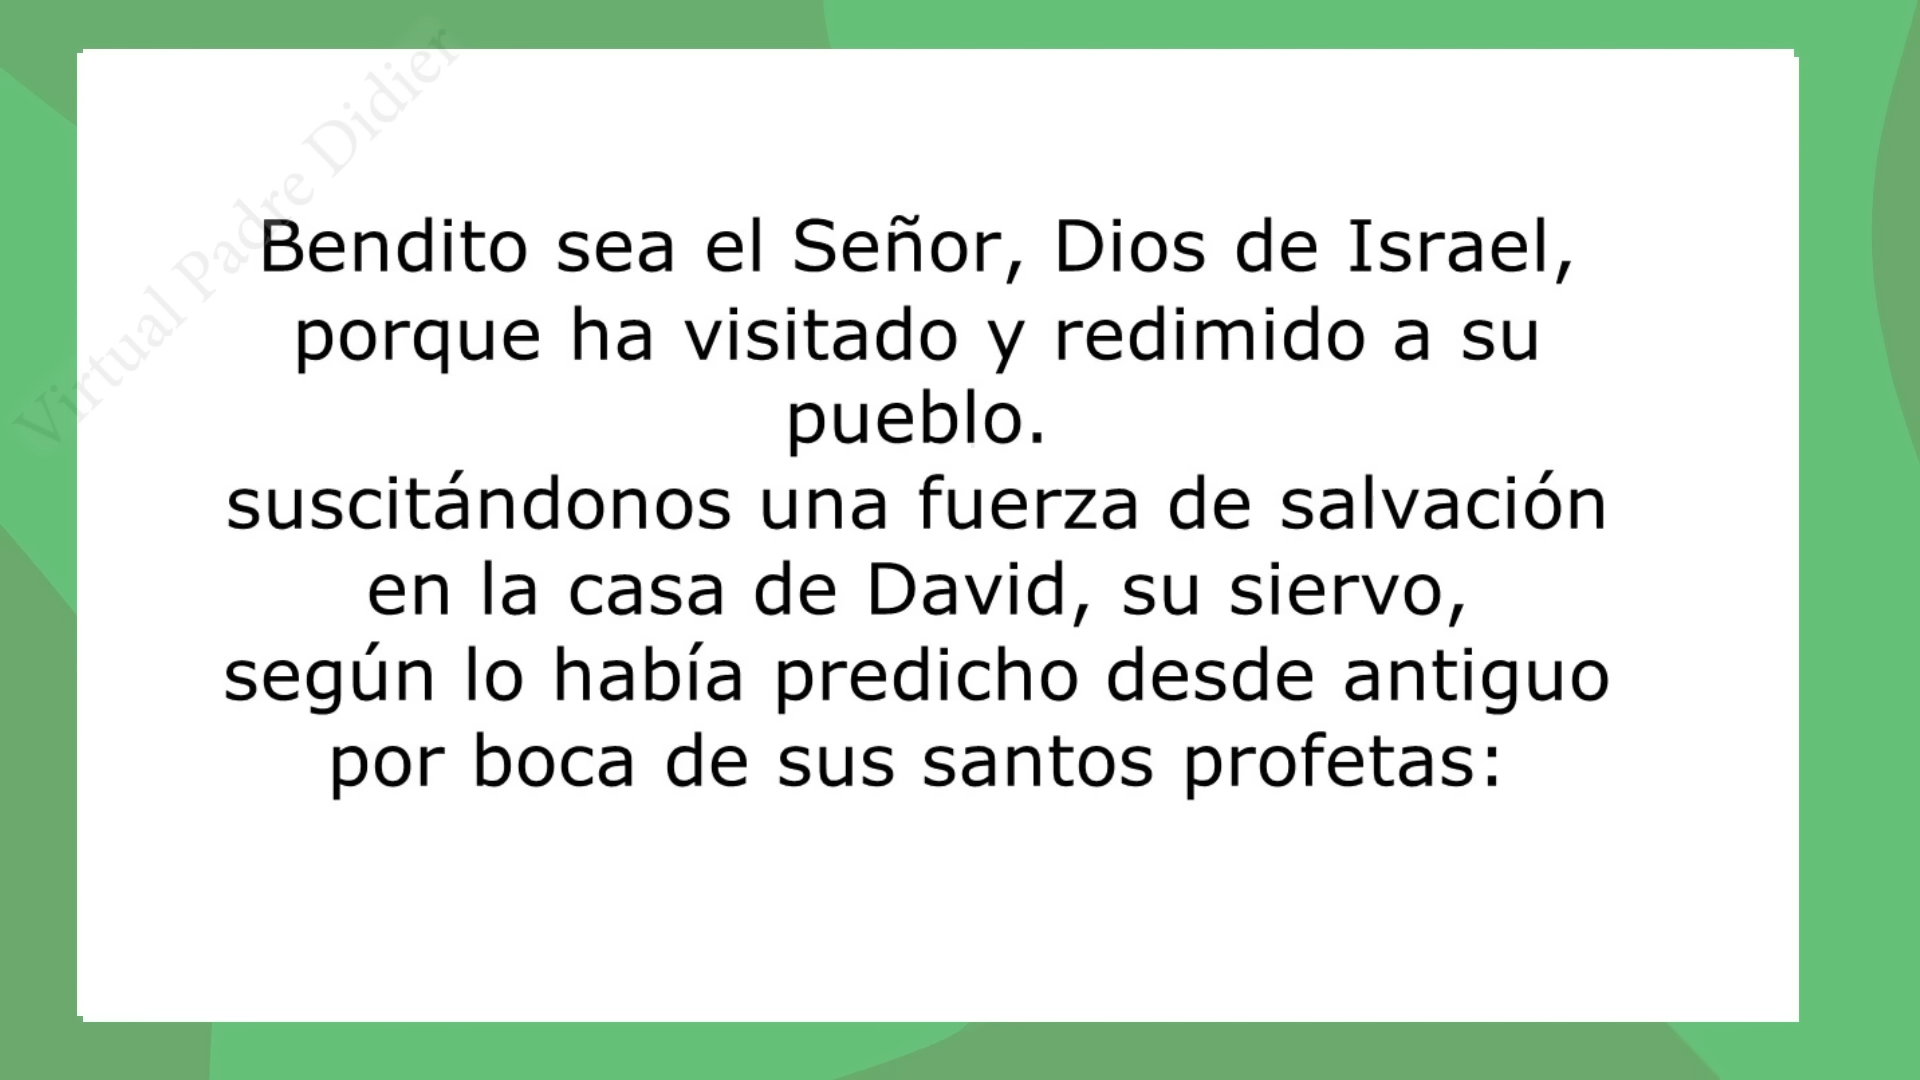 Virtual Padre Didier
Bendito sea el Señor, Dios de Israel,
porque ha visitado y redimido a su
pueblo.
suscitándonos una fuerza de salvación
en la casa de David, su siervo,
según lo había predicho desde antiguo
por boca de sus santos profetas: